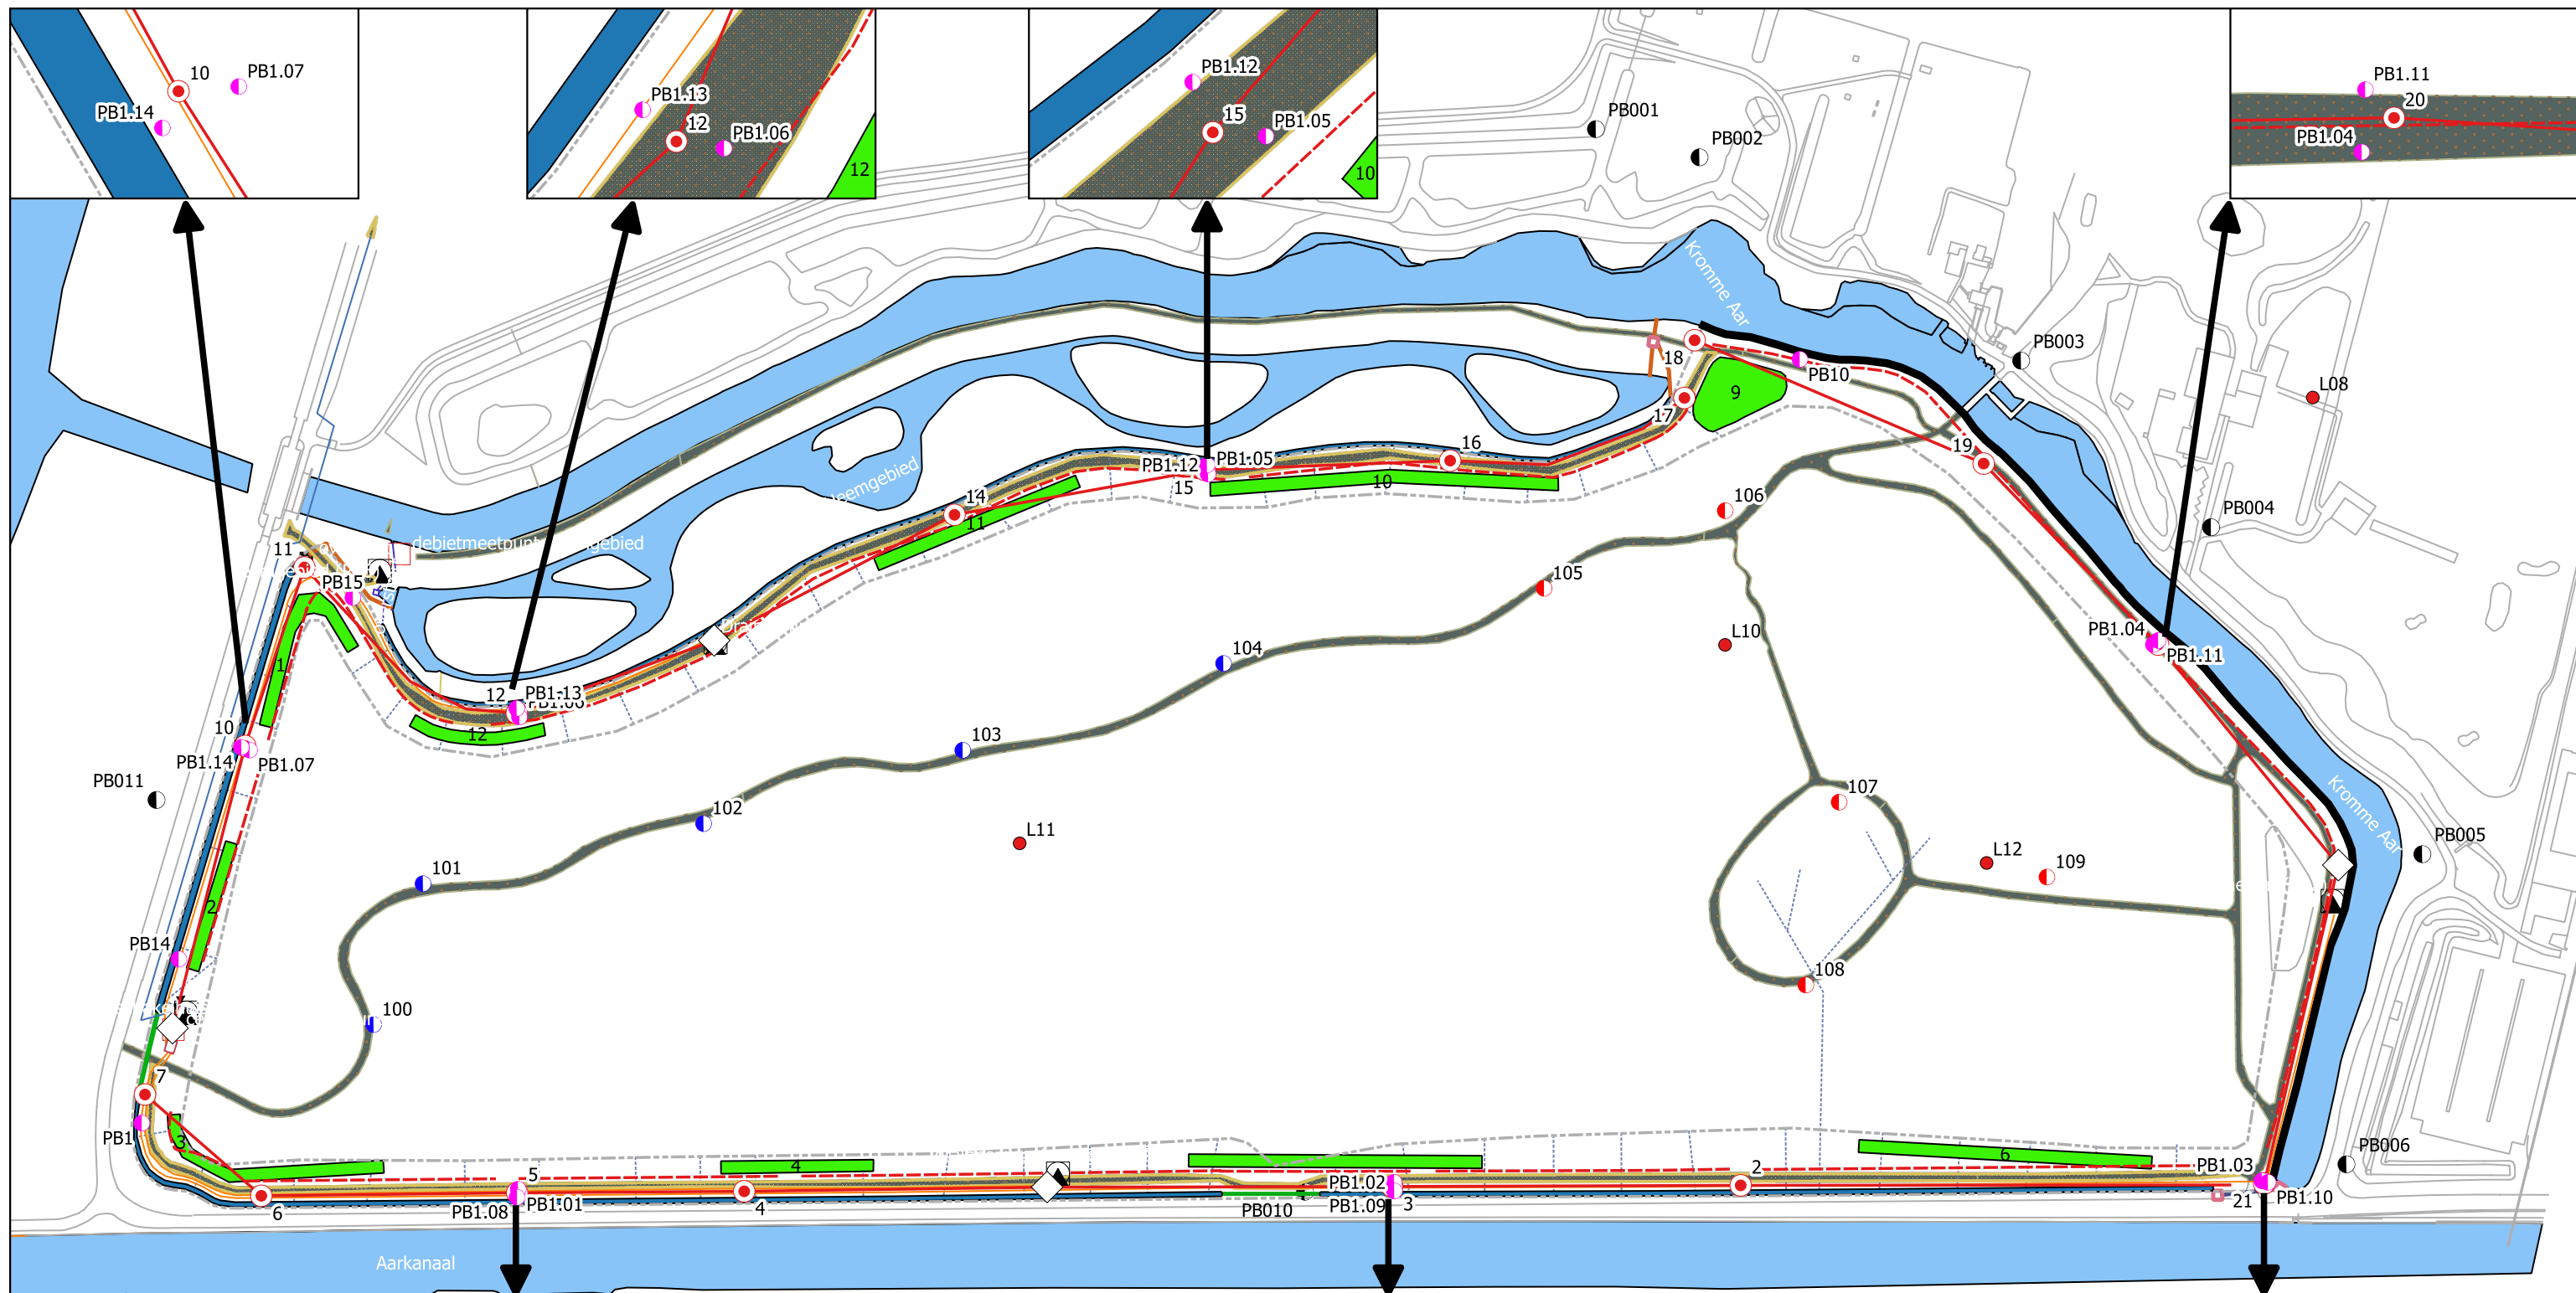 10
PB1.07
PB1.14
PB1.13
12
PB1.06
12
PB1.12
15
PB1.05
10
PB1.11
20
PB1.04
PB001
PB002
Kromme Aar
PB003
L08
18
PB10
9
17
16
19
PB1.12
PB1.05
15
10
14
11
106
PB004
11
debietmeetpunt
PB15
105
1
PB1.04
PB1.11
L10
104
12
PB1.13
12
103
10
PB1.14
PB1.07
PB011
107
Kromme Aar
102
L11
PB005
101
L12
109
2
PB14
108
100
7
PB1
3
5
4
2
6
PB1.03
PB006
PB1.08
PB1.01
6
4
PB1.02
PB010
PB1.09
3
21
PB1.10
Aarkanaal